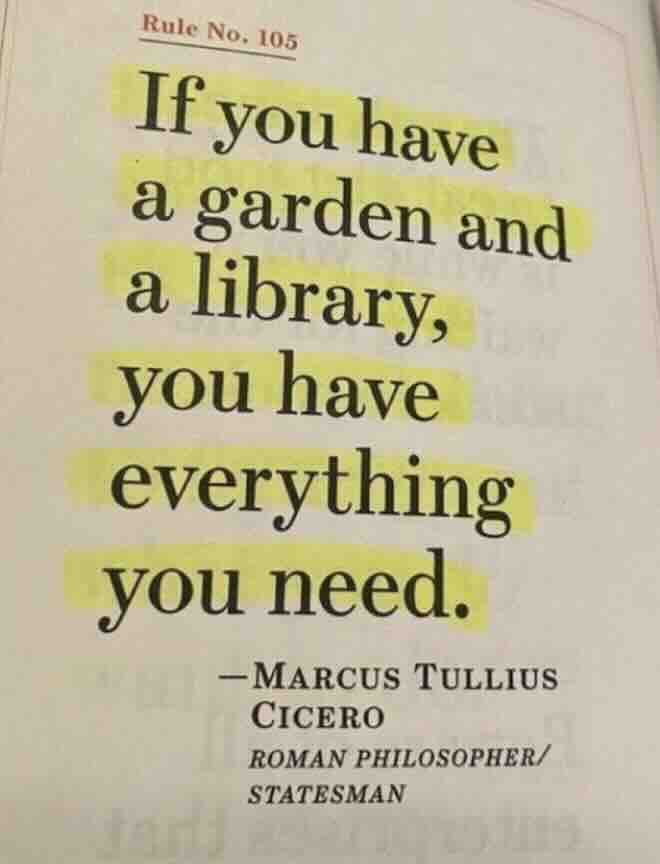 Rule No. 105
If you have
a garden and
a library,
you have
everything
you need.
—MARCUS TULLIUS
CICERO
ROMAN PHILOSOPHER/
STATESMAN